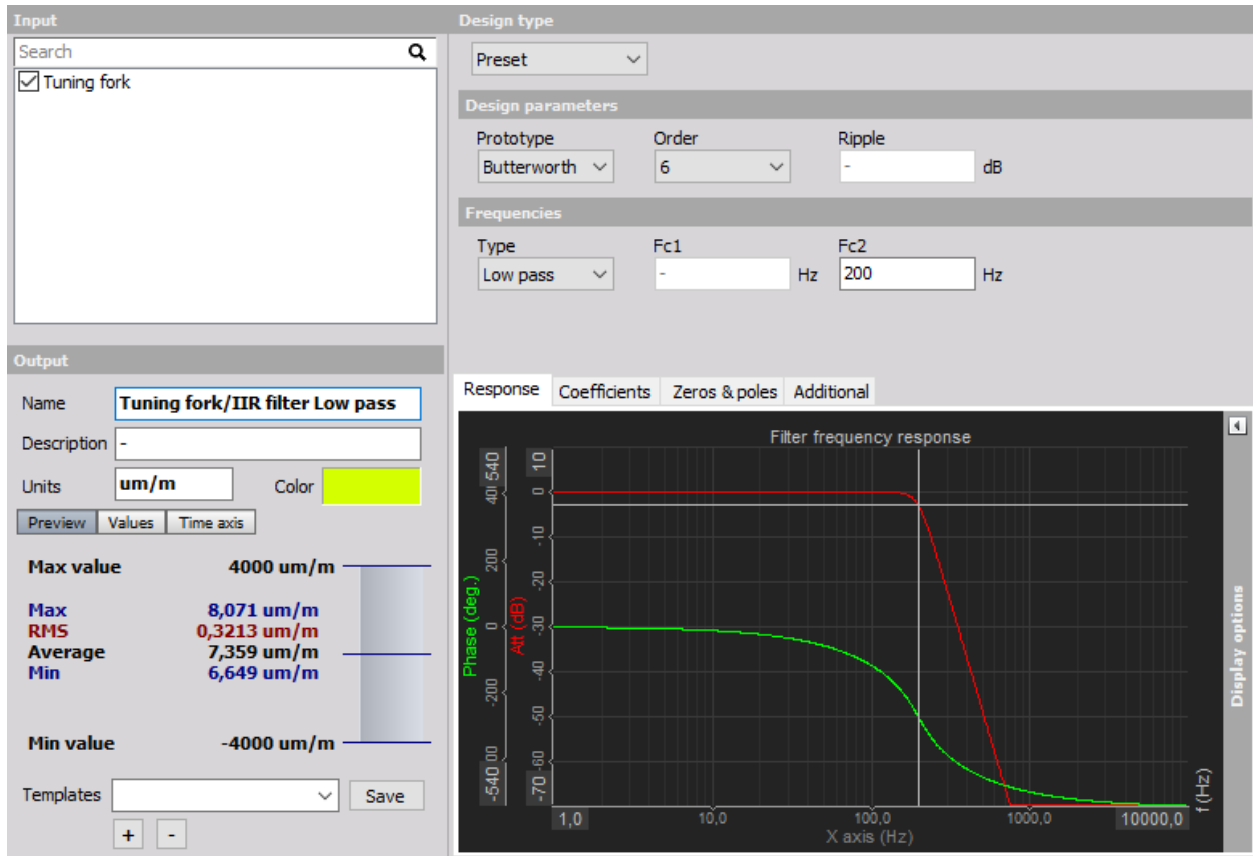 Input
Search
Tuning fork
Output
Name Tuning fork/IIR filter Low pass
Description -
Units um/m Color
Preview Values Time axis
Max value 4000 um/m
Max 8,071 um/m
RMS 0,3213 um/m
Average 7,359 um/m
Min 6,649 um/m
Min value -4000 um/m
Templates Save
+ -
Design type
Preset
Design parameters
Prototype Order Ripple
Butterworth 6 - dB
Frequencies
Type Fc1 Fc2
Low pass - Hz 200 Hz
Response Coefficients Zeros & poles Additional
Filter frequency response
Phase (deg.)
540
200
0
-200
-540
Att (dB)
10
0
-10
-20
-30
-40
-50
-60
-70
1,0 10,0 100,0 1000,0 10000,0
X axis (Hz)
f (Hz)
Display options